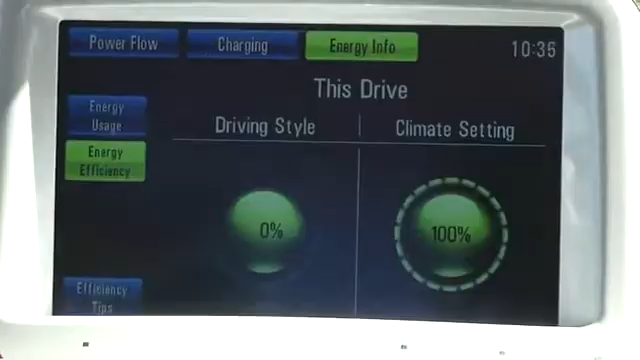 Power Flow
Charging
Energy Info
10:35
This Drive
Energy
Usage
Driving Style
Climate Setting
Energy
Efficiency
0%
100%
Efficiency
Tips